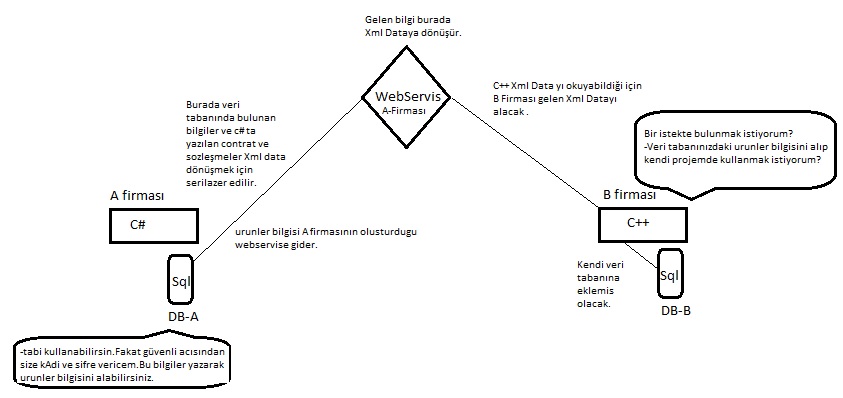 Gelen bilgi burada
Xml Dataya dönüşür.
WebServis
A-Firması
Burada veri
tabanında bulunan
bilgiler ve c# ta
yazılan contrat ve
sozleşmeler Xml data
dönüşmek için
serilazer edilir.
C++ Xml Data yı okuyabildiği için
B Firması gelen Xml Datayı
alacak .
Bir istekte bulunmak istiyorum?
-Veri tabanınızdaki urunler bilgisini alıp
kendi projemde kullanmak istiyorum?
A firması
C#
B firması
C++
urunler bilgisi A firmasının olusturdugu
webservise gider.
Sql
DB-A
Kendi veri
tabanına
eklemis
olacak.
Sql
DB-B
-tabi kullanabilirsin.Fakat güvenli acısından
size kAdi ve sifre vericem.Bu bilgiler yazarak
urunler bilgisini alabilirsiniz.